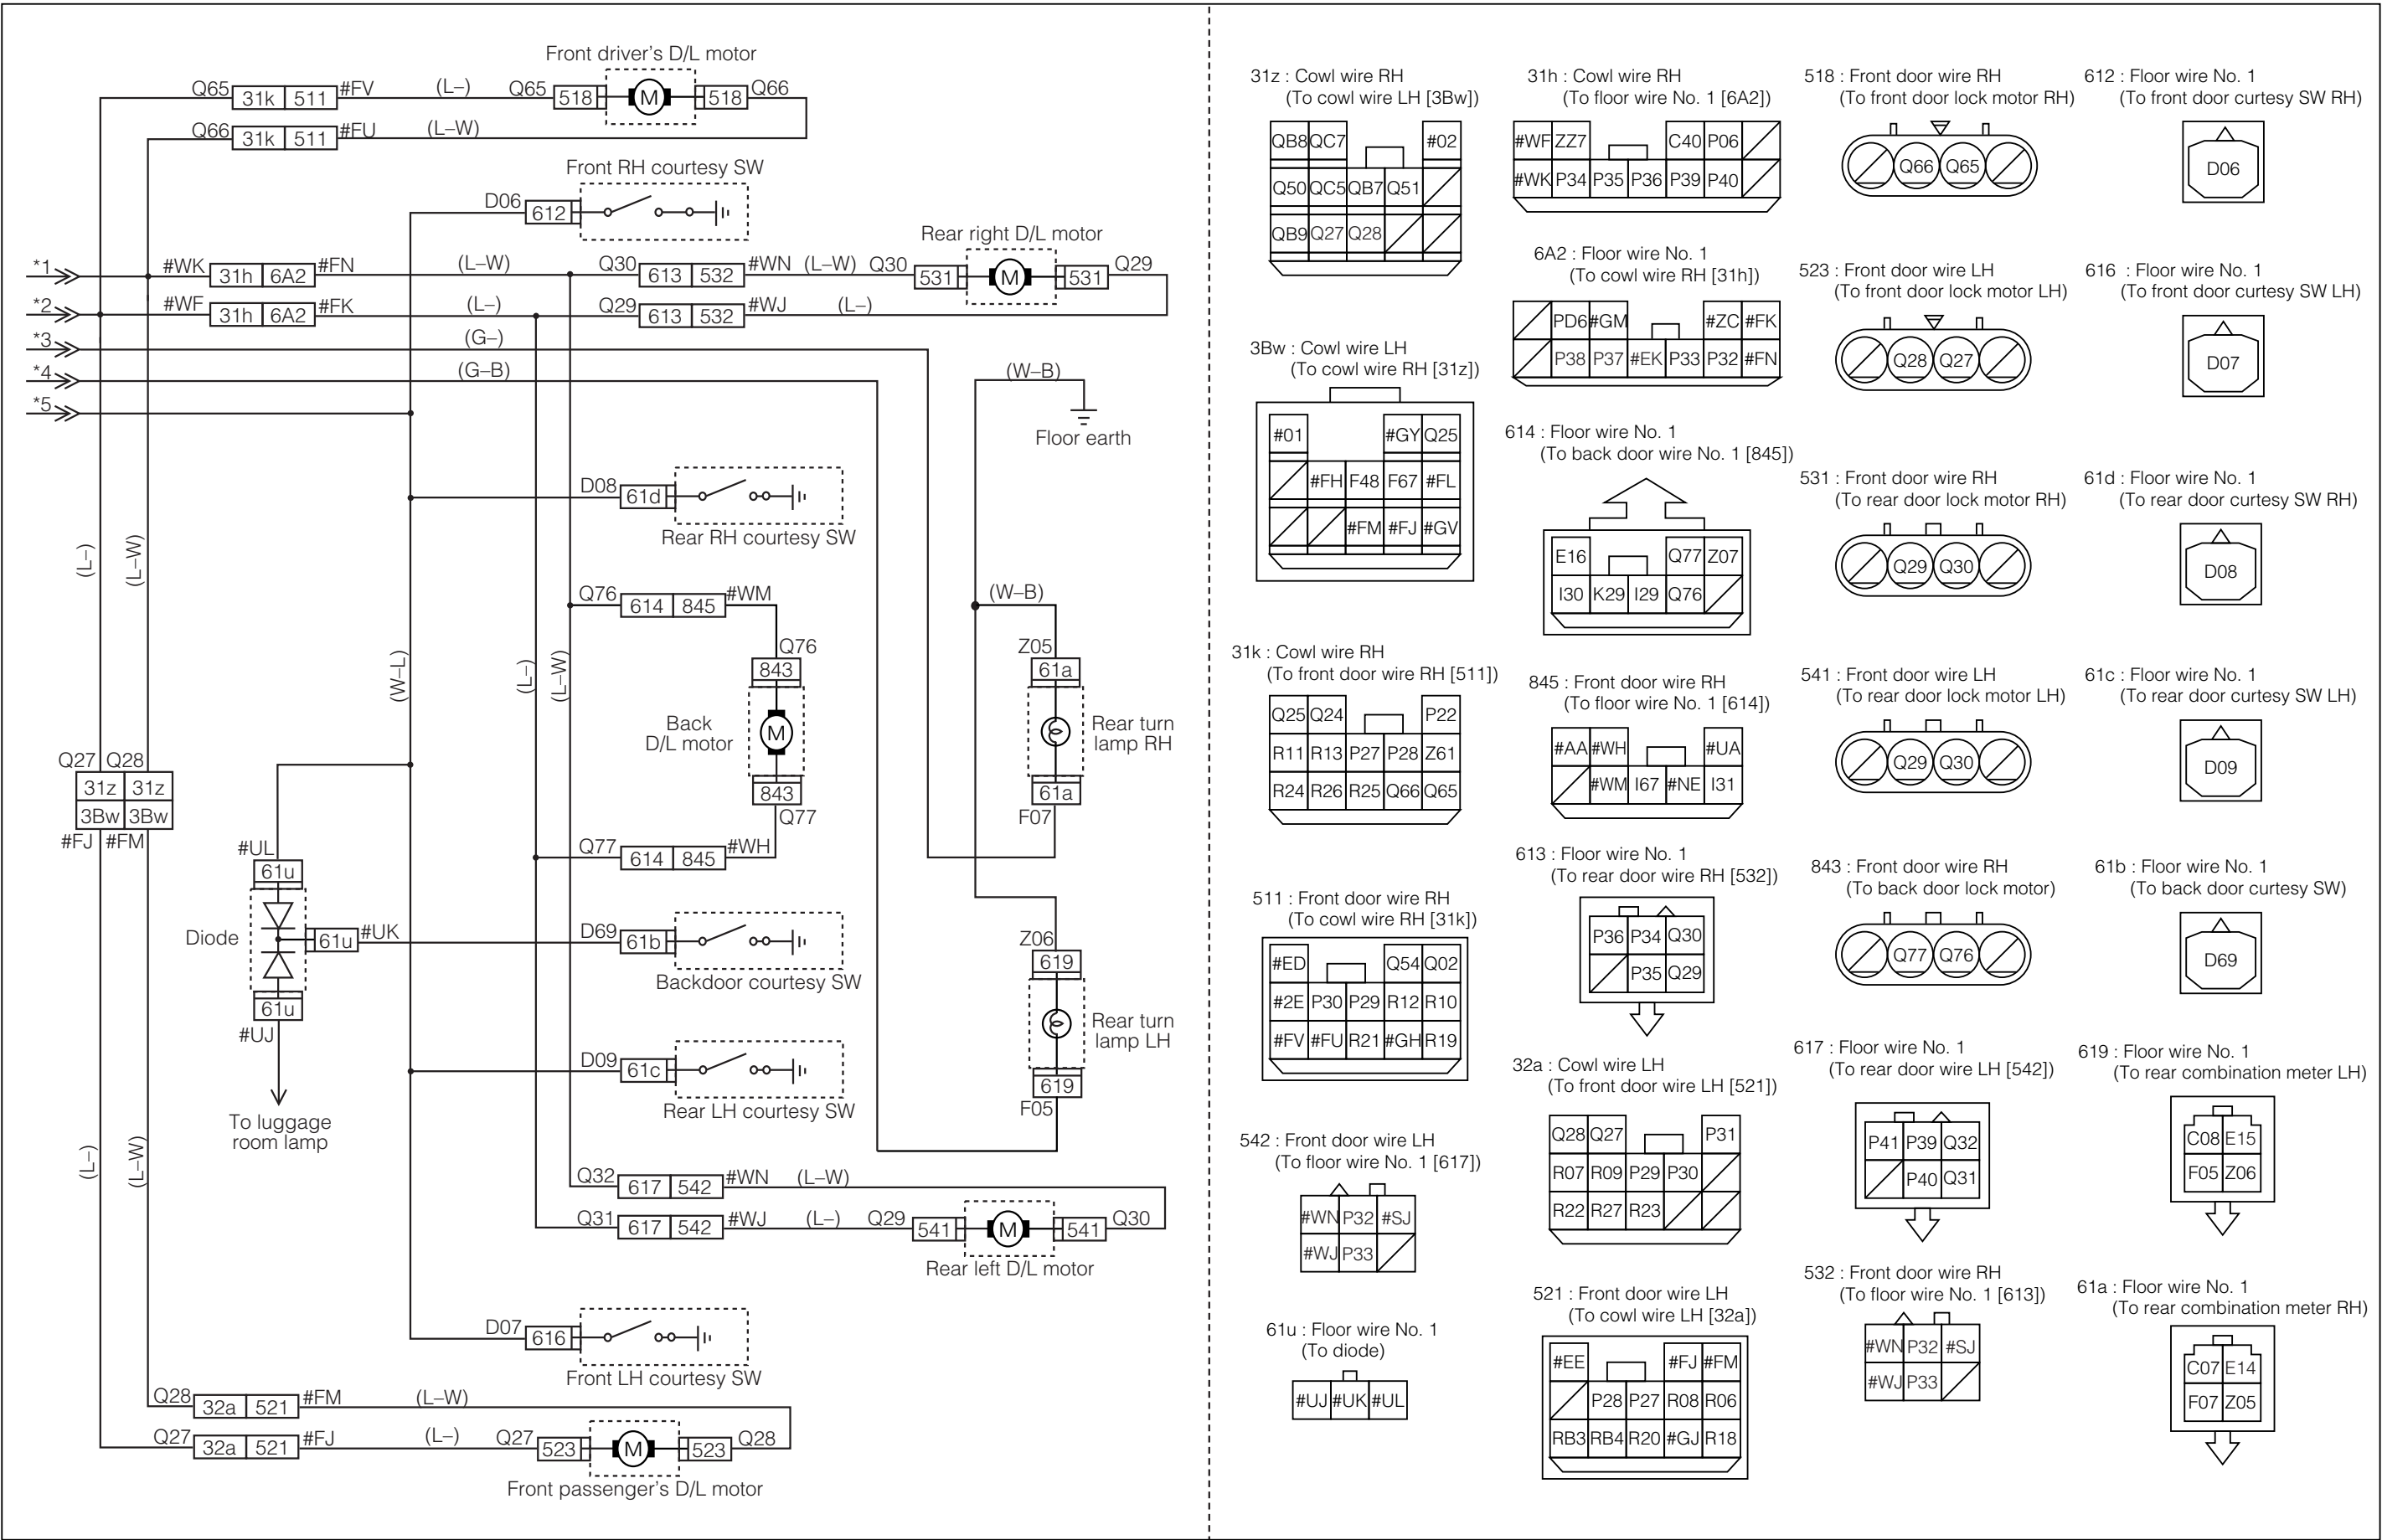 Front driver's D/L motor
Q65 31k 511 #FV (L–) Q65 518 M 518 Q66
Q66 31k 511 #FU (L–W)
Front RH courtesy SW
D06 612
Rear right D/L motor
*1 #WK 31h 6A2 #FN (L–W) Q30 613 532 #WN (L–W) Q30 531 M 531 Q29
*2 #WF 31h 6A2 #FK (L–) Q29 613 532 #WJ (L–)
*3 (G–)
*4 (G–B) (W–B)
*5
Floor earth
D08 61d
Rear RH courtesy SW
(L–) (L–W)
Q76 614 845 #WM (W–B)
Q76 Z05
843 61a
(W–L) (L–) (L–W)
Back
D/L motor
M
Rear turn
lamp RH
843 61a
Q77 F07
Q27 Q28
31z 31z
3Bw 3Bw
#FJ #FM
Q77 614 845 #WH
#UL
61u
Diode 61u #UK D69 61b
Backdoor courtesy SW
61u
#UJ
Z06
619
Rear turn
lamp LH
619
F05
D09 61c
Rear LH courtesy SW
To luggage
room lamp
(L–) (L–W)
Q32 617 542 #WN (L–W)
Q31 617 542 #WJ (L–) Q29 541 M 541 Q30
Rear left D/L motor
D07 616
Front LH courtesy SW
Q28 32a 521 #FM (L–W)
Q27 32a 521 #FJ (L–) Q27 523 M 523 Q28
Front passenger's D/L motor
31z : Cowl wire RH
(To cowl wire LH [3Bw])
QB8 QC7 #02
Q50 QC5 QB7 Q51
QB9 Q27 Q28
3Bw : Cowl wire LH
(To cowl wire RH [31z])
#01 #GY Q25
#FH F48 F67 #FL
#FM #FJ #GV
31k : Cowl wire RH
(To front door wire RH [511])
Q25 Q24 P22
R11 R13 P27 P28 Z61
R24 R26 R25 Q66 Q65
511 : Front door wire RH
(To cowl wire RH [31k])
#ED Q54 Q02
#2E P30 P29 R12 R10
#FV #FU R21 #GH R19
542 : Front door wire LH
(To floor wire No. 1 [617])
#WN P32 #SJ
#WJ P33
61u : Floor wire No. 1
(To diode)
#UJ #UK #UL
31h : Cowl wire RH
(To floor wire No. 1 [6A2])
#WF ZZ7 C40 P06
#WK P34 P35 P36 P39 P40
6A2 : Floor wire No. 1
(To cowl wire RH [31h])
PD6 #GM #ZC #FK
P38 P37 #EK P33 P32 #FN
614 : Floor wire No. 1
(To back door wire No. 1 [845])
E16 Q77 Z07
I30 K29 I29 Q76
845 : Front door wire RH
(To floor wire No. 1 [614])
#AA #WH #UA
#WM I67 #NE I31
613 : Floor wire No. 1
(To rear door wire RH [532])
P36 P34 Q30
P35 Q29
32a : Cowl wire LH
(To front door wire LH [521])
Q28 Q27 P31
R07 R09 P29 P30
R22 R27 R23
521 : Front door wire LH
(To cowl wire LH [32a])
#EE #FJ #FM
P28 P27 R08 R06
RB3 RB4 R20 #GJ R18
518 : Front door wire RH
(To front door lock motor RH)
Q66 Q65
523 : Front door wire LH
(To front door lock motor LH)
Q28 Q27
531 : Front door wire RH
(To rear door lock motor RH)
Q29 Q30
541 : Front door wire LH
(To rear door lock motor LH)
Q29 Q30
843 : Front door wire RH
(To back door lock motor)
Q77 Q76
617 : Floor wire No. 1
(To rear door wire LH [542])
P41 P39 Q32
P40 Q31
532 : Front door wire RH
(To floor wire No. 1 [613])
#WN P32 #SJ
#WJ P33
612 : Floor wire No. 1
(To front door curtesy SW RH)
D06
616 : Floor wire No. 1
(To front door curtesy SW LH)
D07
61d : Floor wire No. 1
(To rear door curtesy SW RH)
D08
61c : Floor wire No. 1
(To rear door curtesy SW LH)
D09
61b : Floor wire No. 1
(To back door curtesy SW)
D69
619 : Floor wire No. 1
(To rear combination meter LH)
C08 E15
F05 Z06
61a : Floor wire No. 1
(To rear combination meter RH)
C07 E14
F07 Z05